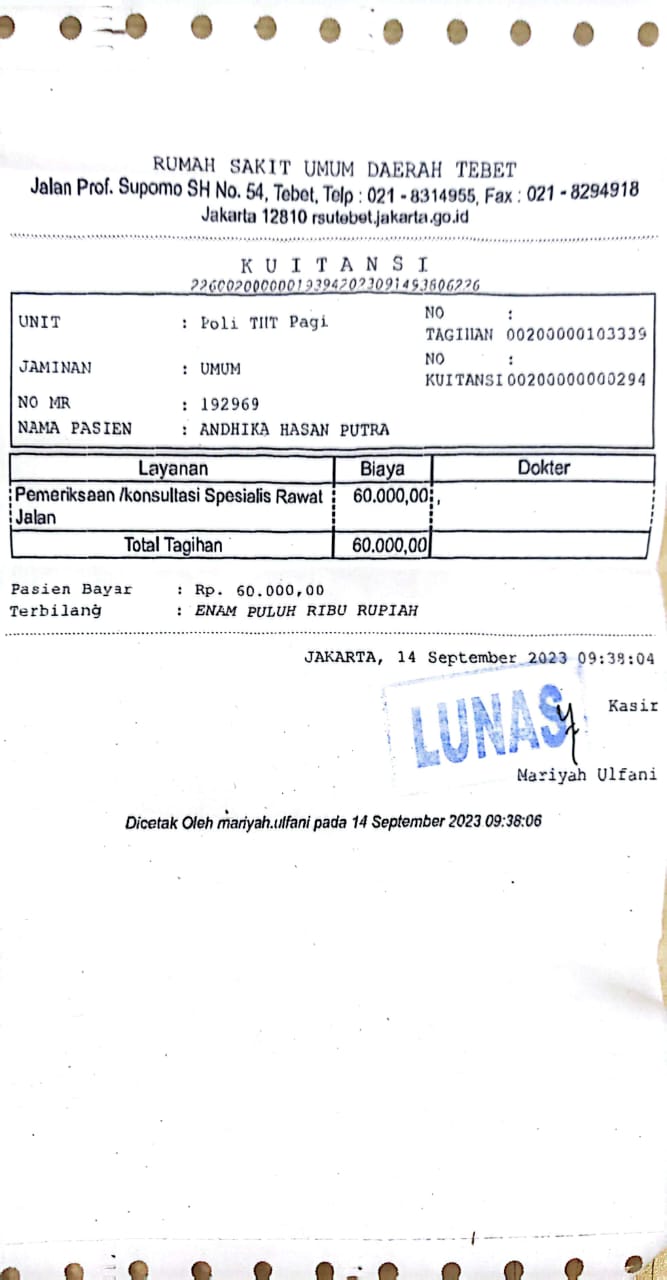 RUMAH SAKIT UMUM DAERAH TEBET
Jalan Prof. Supomo SH No. 54, Tebet, Telp : 021 - 8314955, Fax : 021 - 8294918
Jakarta 12810 rsutebet.jakarta.go.id
K U I T A N S I
UNIT : Poli THT Pagi
NO :
TAGIHAN 00200000103339
JAMINAN : UMUM
NO :
KUITANSI 00200000000294
NO MR : 192969
NAMA PASIEN : ANDHIKA HASAN PUTRA
Layanan Biaya Dokter
Pemeriksaan /konsultasi Spesialis Rawat 60.000,00 ,
Jalan
Total Tagihan 60.000,00
Pasien Bayar : Rp. 60.000,00
Terbilang : ENAM PULUH RIBU RUPIAH
JAKARTA, 14 September 2023 09:38:04
Kasir
LUNAS
Mariyah Ulfani
Dicetak Oleh mariyah.ulfani pada 14 September 2023 09:38:06